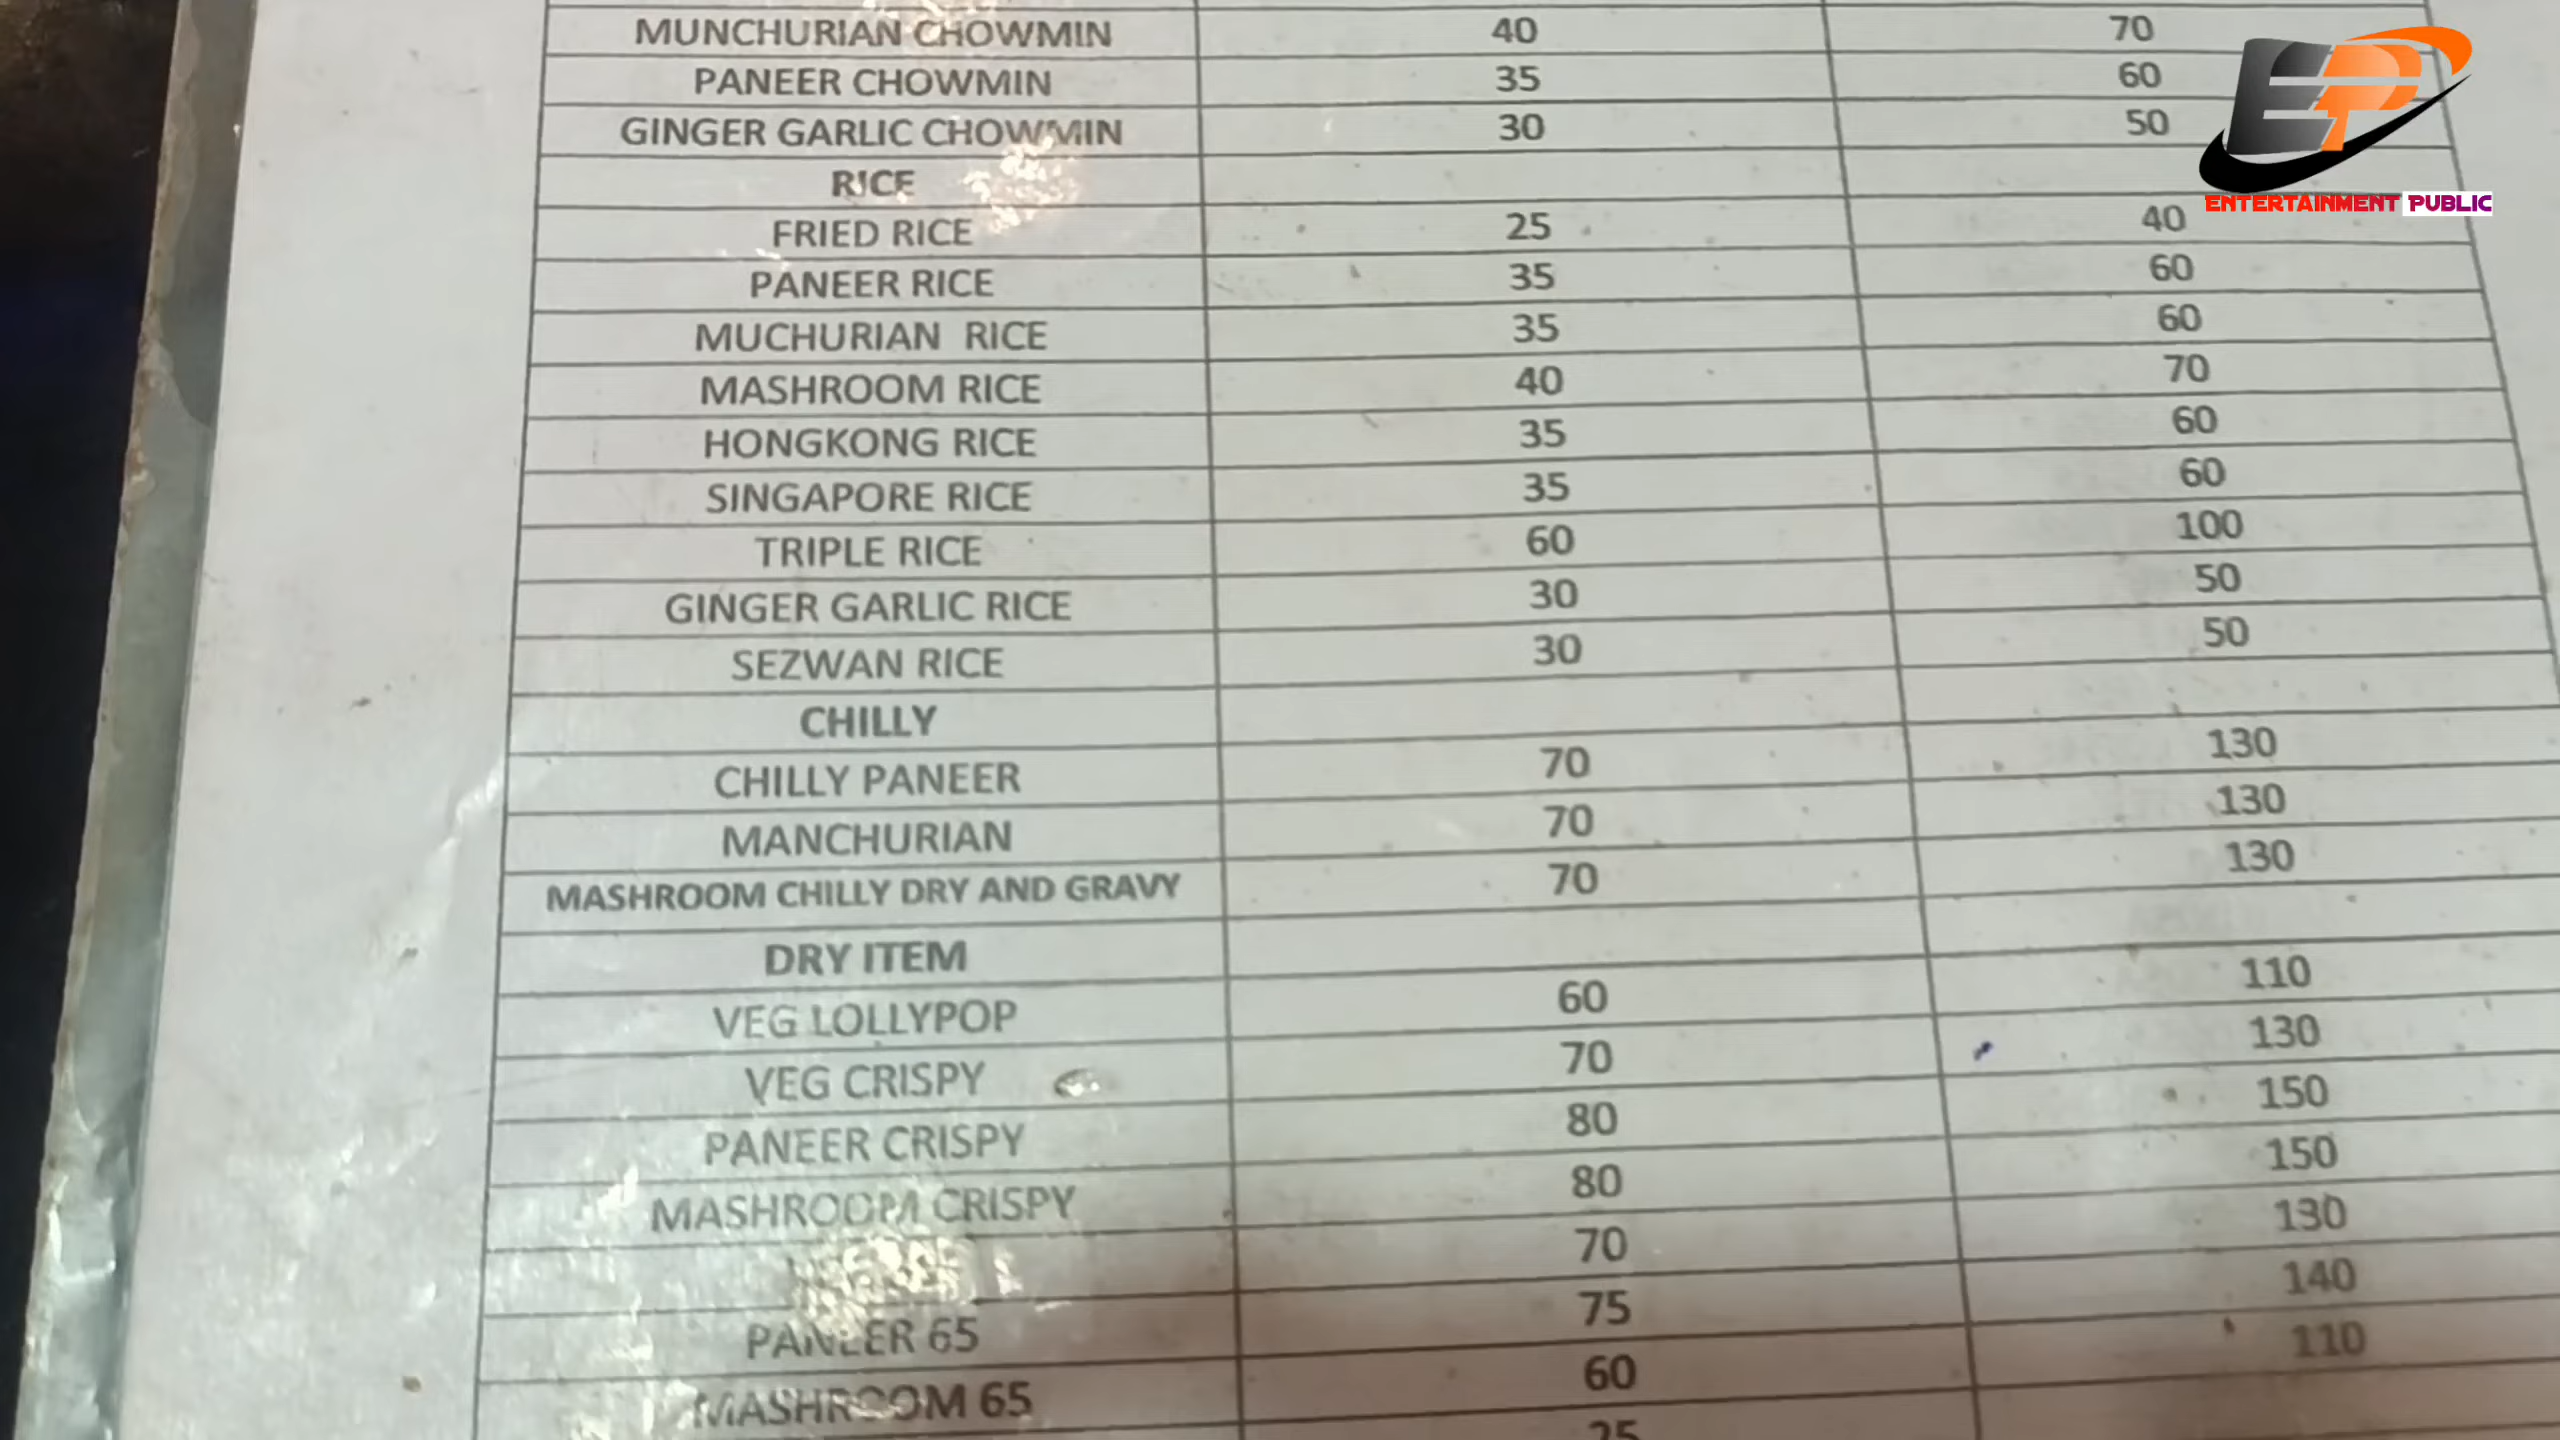 MUNCHURIAN CHOWMIN 40 70
PANEER CHOWMIN 35 60
GINGER GARLIC CHOWMIN 30 50
RICE
FRIED RICE 25 40
PANEER RICE 35 60
MUCHURIAN RICE 35 60
MASHROOM RICE 40 70
HONGKONG RICE 35 60
SINGAPORE RICE 35 60
TRIPLE RICE 60 100
GINGER GARLIC RICE 30 50
SEZWAN RICE 30 50
CHILLY
CHILLY PANEER 70 130
MANCHURIAN 70 130
MASHROOM CHILLY DRY AND GRAVY 70 130
DRY ITEM
VEG LOLLYPOP 60 110
VEG CRISPY 70 130
PANEER CRISPY 80 150
MASHROOM CRISPY 80 150
70 130
PANEER 65 75 140
MASHROOM 65 60 110
25
EP
ENTERTAINMENT PUBLIC